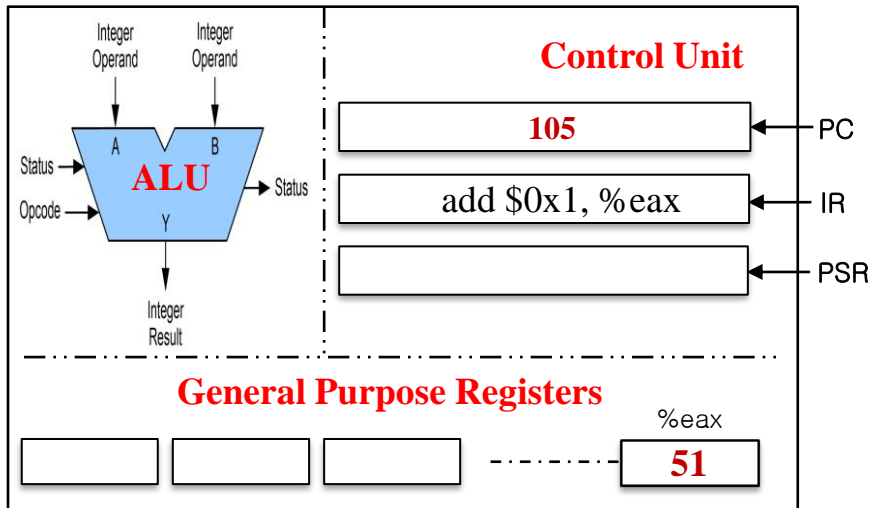 Integer
Operand
Integer
Operand
A
B
Status
ALU
Status
Opcode
Y
Integer
Result
Control Unit
105
PC
add $0x1, %eax
IR
PSR
General Purpose Registers
%eax
51